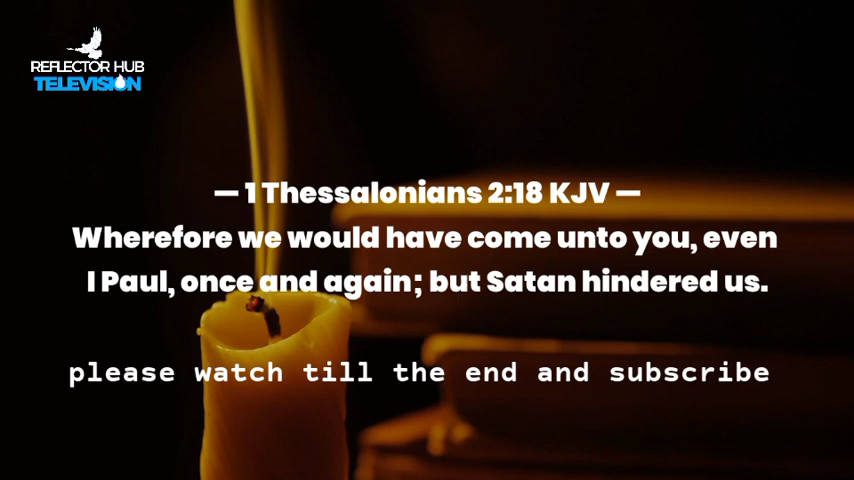 REFLECTOR HUB
TELEVISION
— 1 Thessalonians 2:18 KJV —
Wherefore we would have come unto you, even
I Paul, once and again; but Satan hindered us.
please watch till the end and subscribe